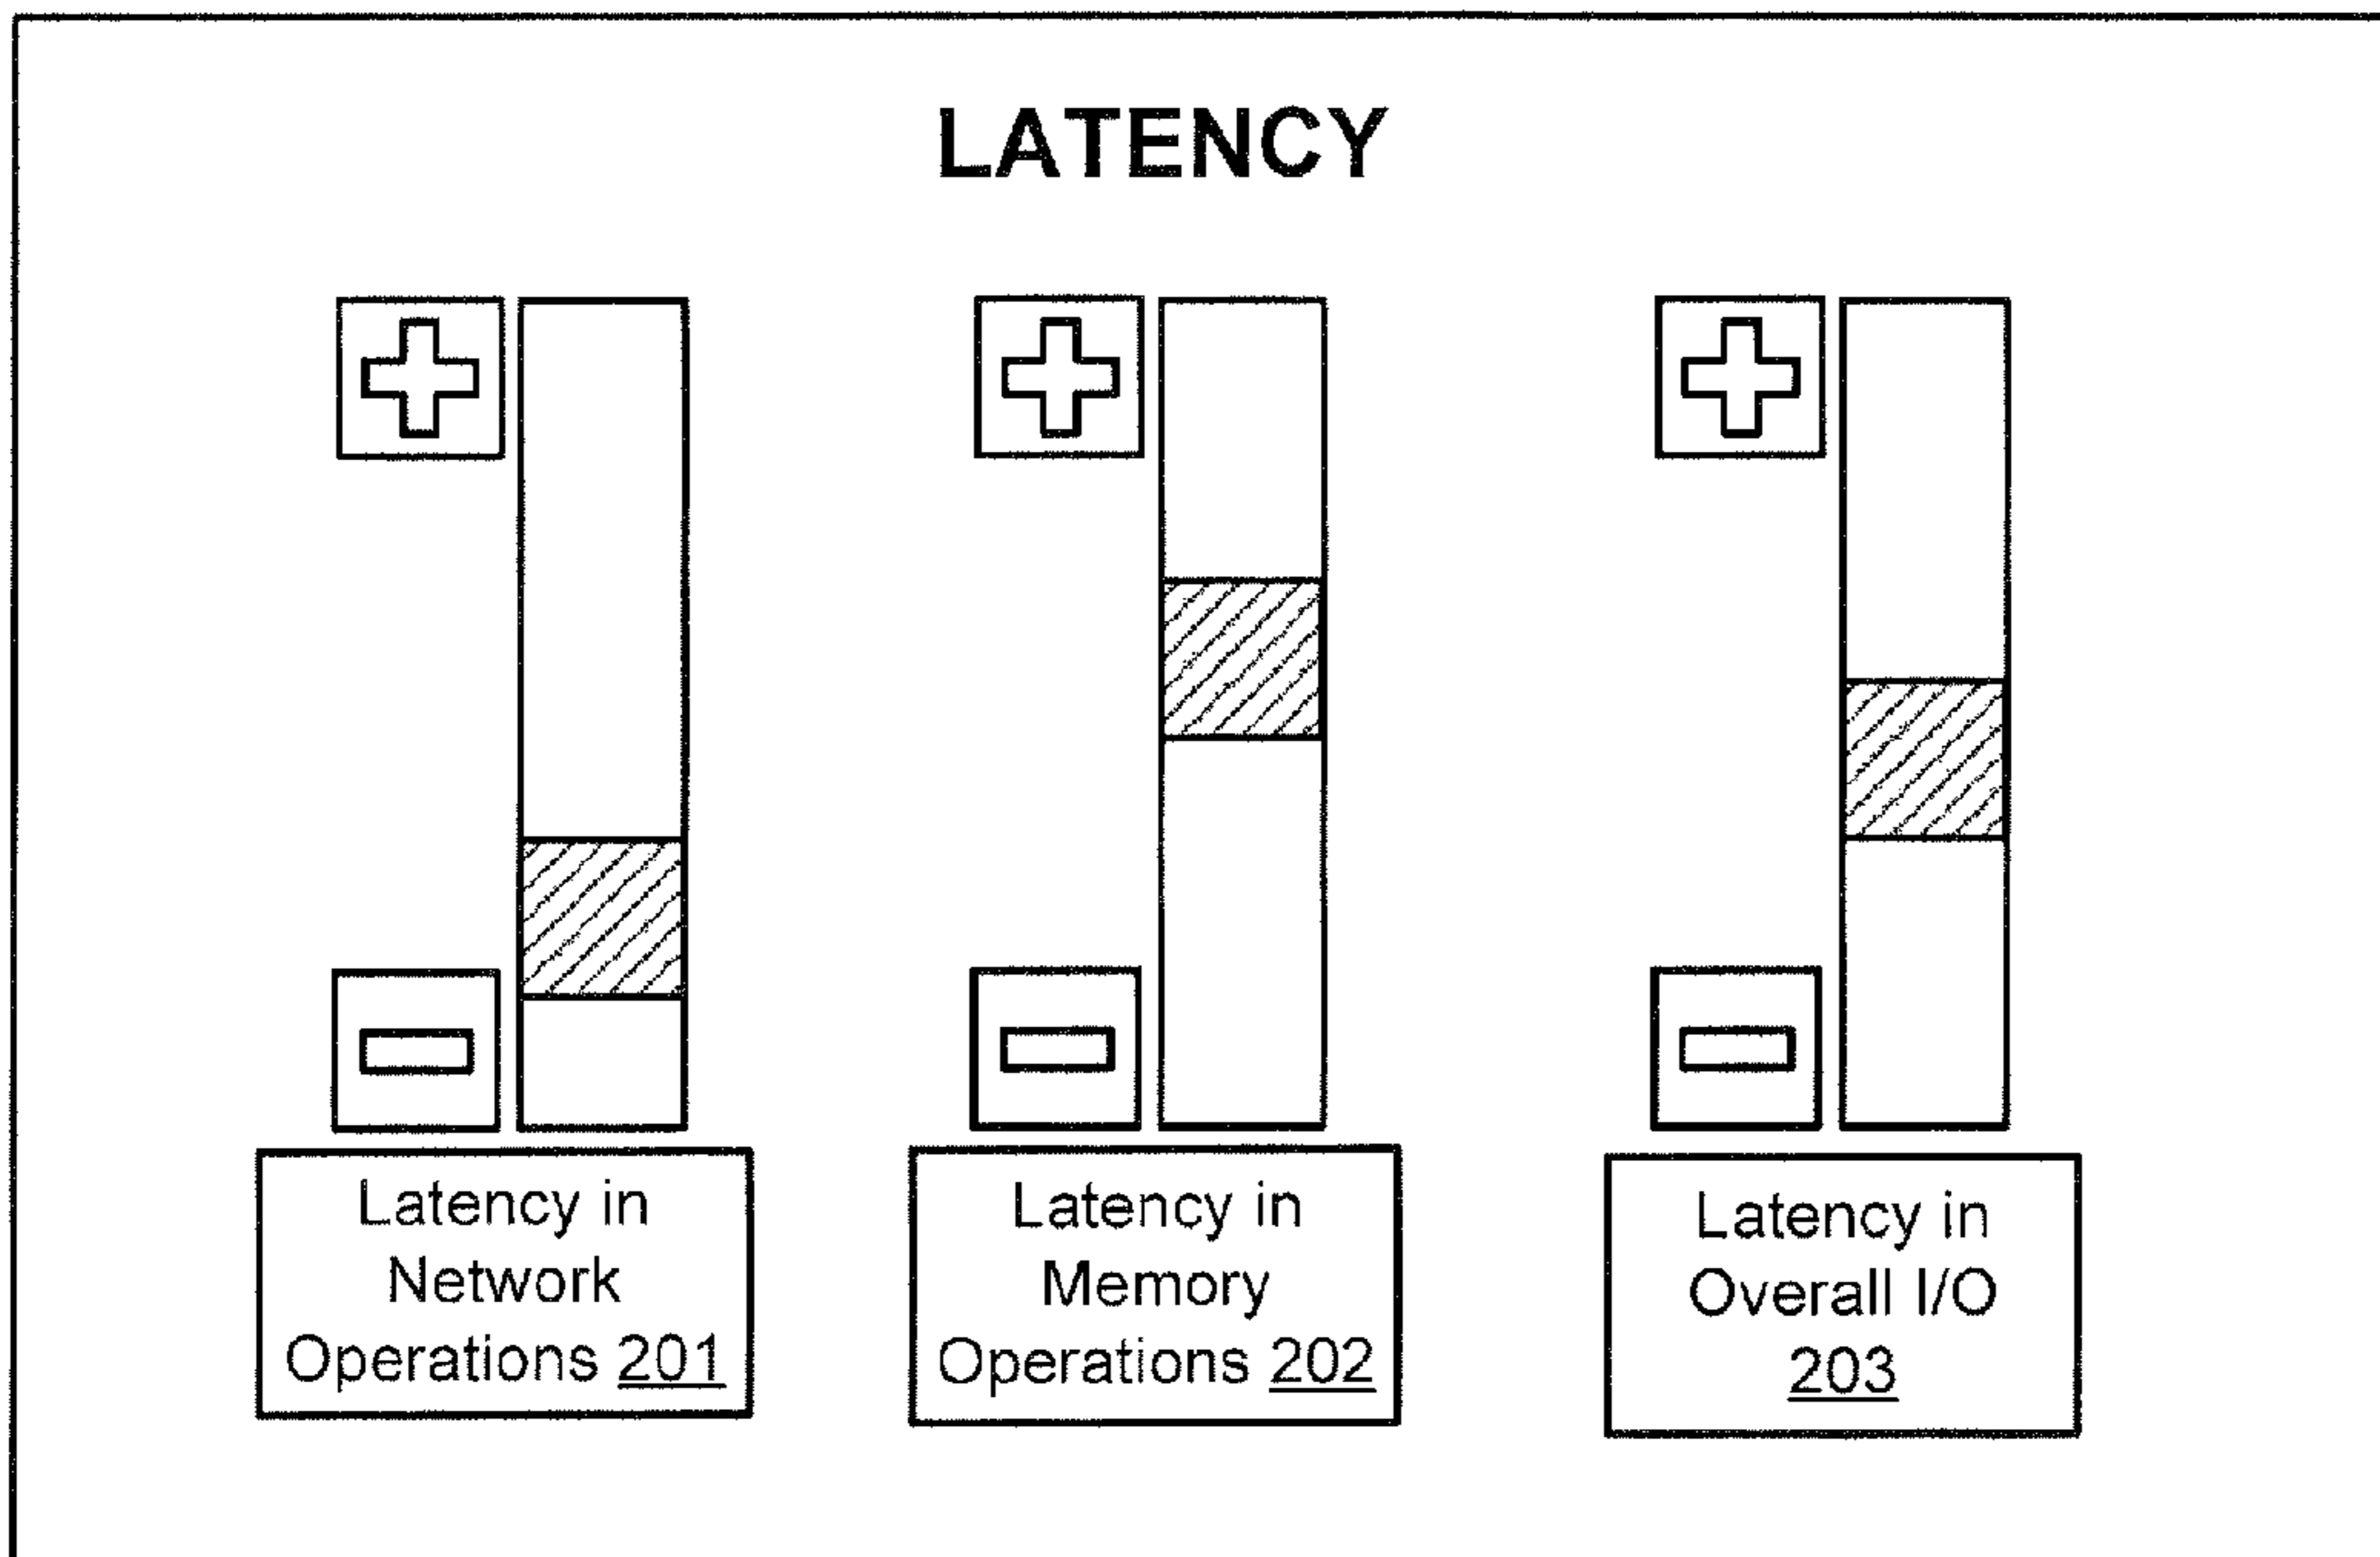 LATENCY
Latency in
Network
Operations 201
Latency in
Memory
Operations 202
Latency in
Overall I/O
203